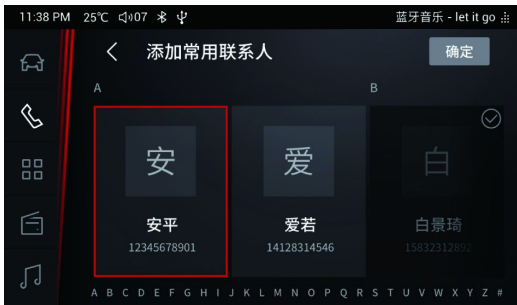 11:38 PM 25℃ 07 蓝牙音乐 - let it go
添加常用联系人 确定
A B
安 爱 白
安平 爱若 白景琦
12345678901 14128314546 15832312892
A B C D E F G H I J K L M N O P Q R S T U V W X Y Z #